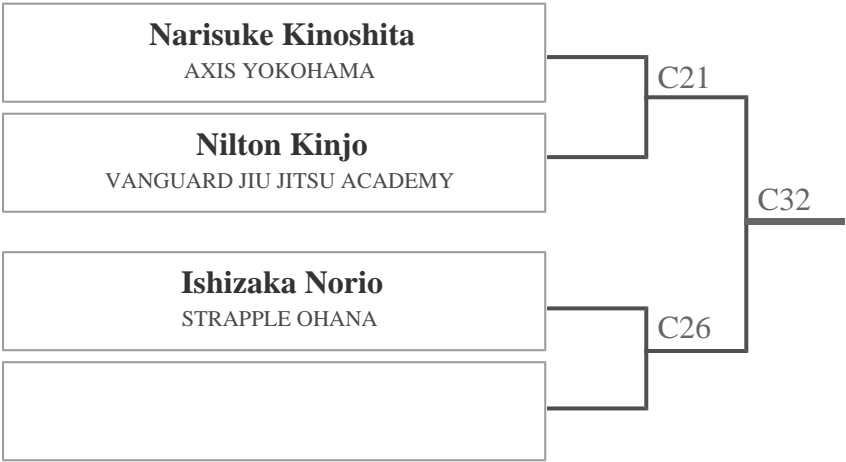 Narisuke Kinoshita
AXIS YOKOHAMA
C21
Nilton Kinjo
VANGUARD JIU JITSU ACADEMY
C32
Ishizaka Norio
STRAPPLE OHANA
C26